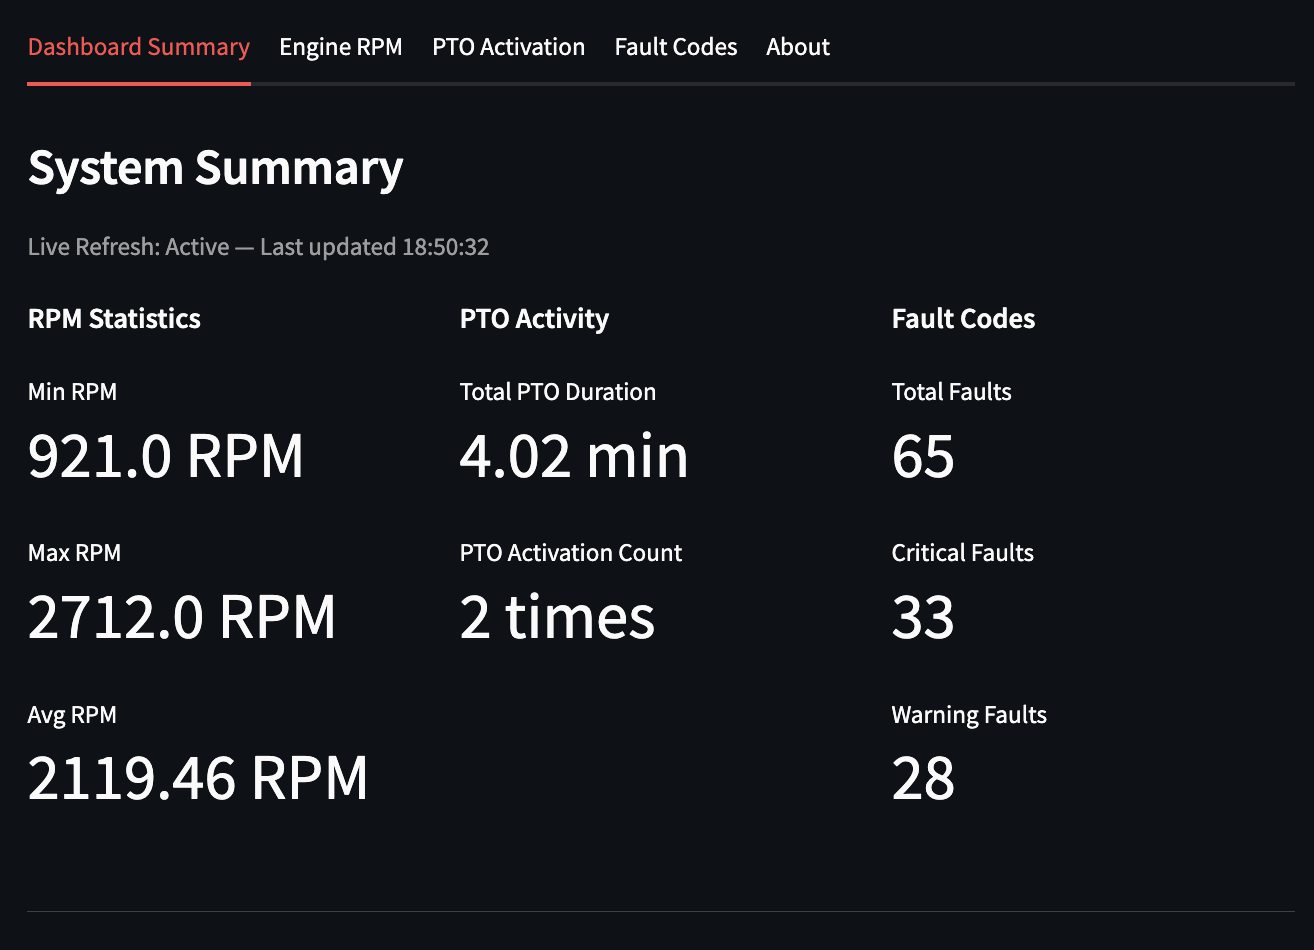 Dashboard Summary Engine RPM PTO Activation Fault Codes About
System Summary
Live Refresh: Active — Last updated 18:50:32
RPM Statistics
Min RPM
921.0 RPM
Max RPM
2712.0 RPM
Avg RPM
2119.46 RPM
PTO Activity
Total PTO Duration
4.02 min
PTO Activation Count
2 times
Fault Codes
Total Faults
65
Critical Faults
33
Warning Faults
28